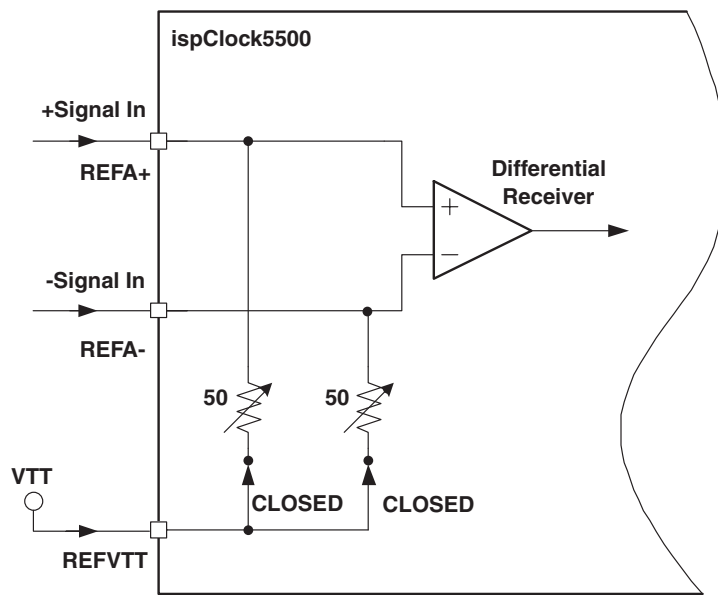 ispClock5500
+Signal In
REFA+
Differential
Receiver
+
−
-Signal In
REFA-
50
50
VTT
CLOSED
CLOSED
REFVTT